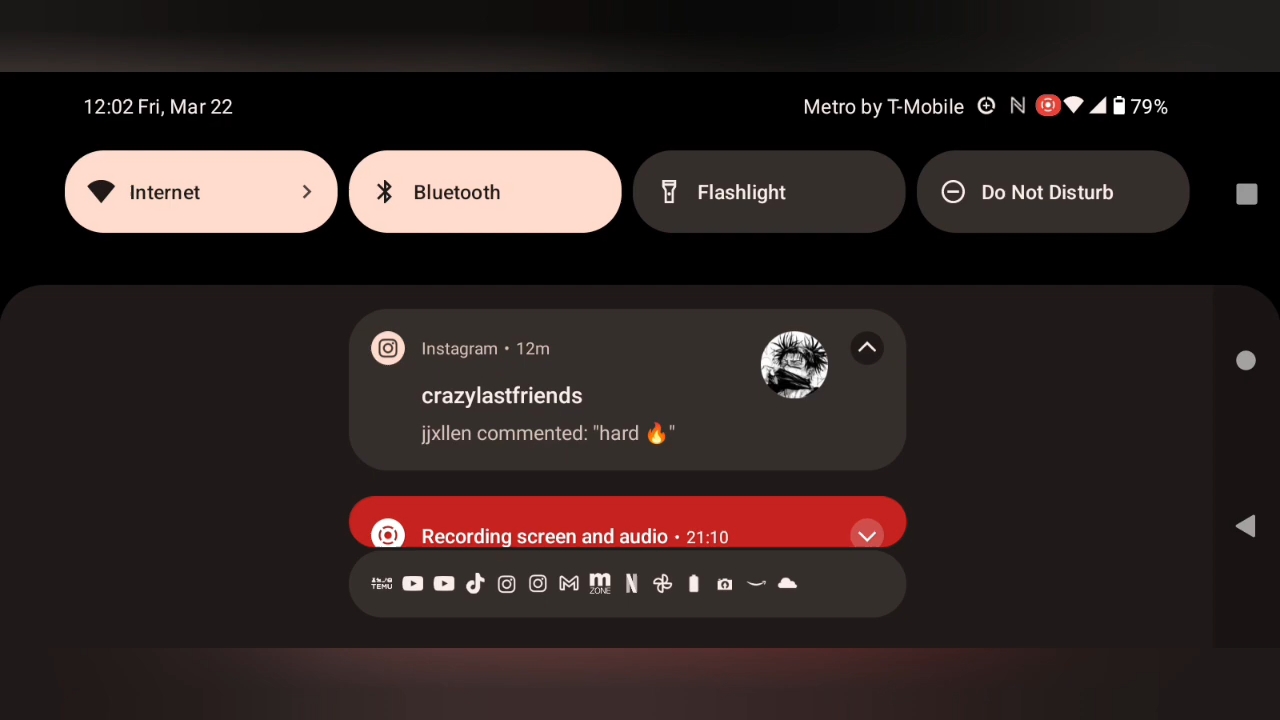 12:02 Fri, Mar 22
Metro by T-Mobile 79%
Internet
Bluetooth
Flashlight
Do Not Disturb
Instagram • 12m
crazylastfriends
jjxllen commented: "hard 🔥"
Recording screen and audio • 21:10
TEMU
m
ZONE